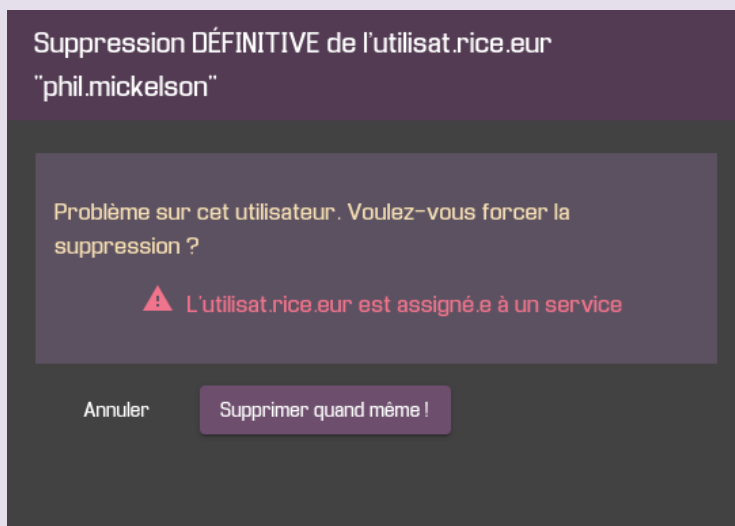 Suppression DÉFINITIVE de l'utilisat.rice.eur
"phil.mickelson"
Problème sur cet utilisateur. Voulez-vous forcer la
suppression ?
L'utilisat.rice.eur est assigné.e à un service
Annuler
Supprimer quand même !